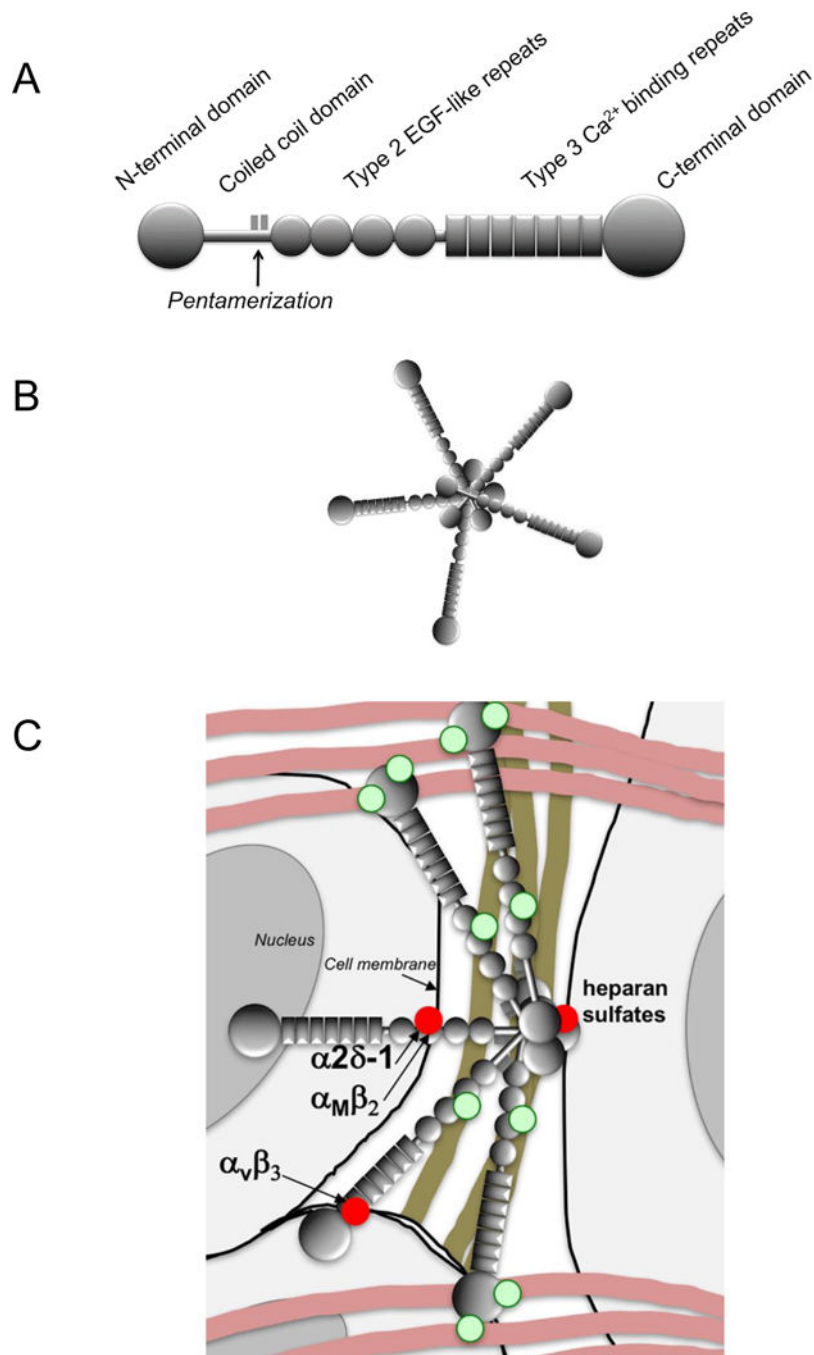 A
N-terminal domain
Coiled coil domain
Type 2 EGF-like repeats
Type 3 Ca²⁺ binding repeats
C-terminal domain
Pentamerization
B
C
Nucleus
Cell membrane
heparan
sulfates
α2δ-1
α_Mβ₂
αᵥβ₃